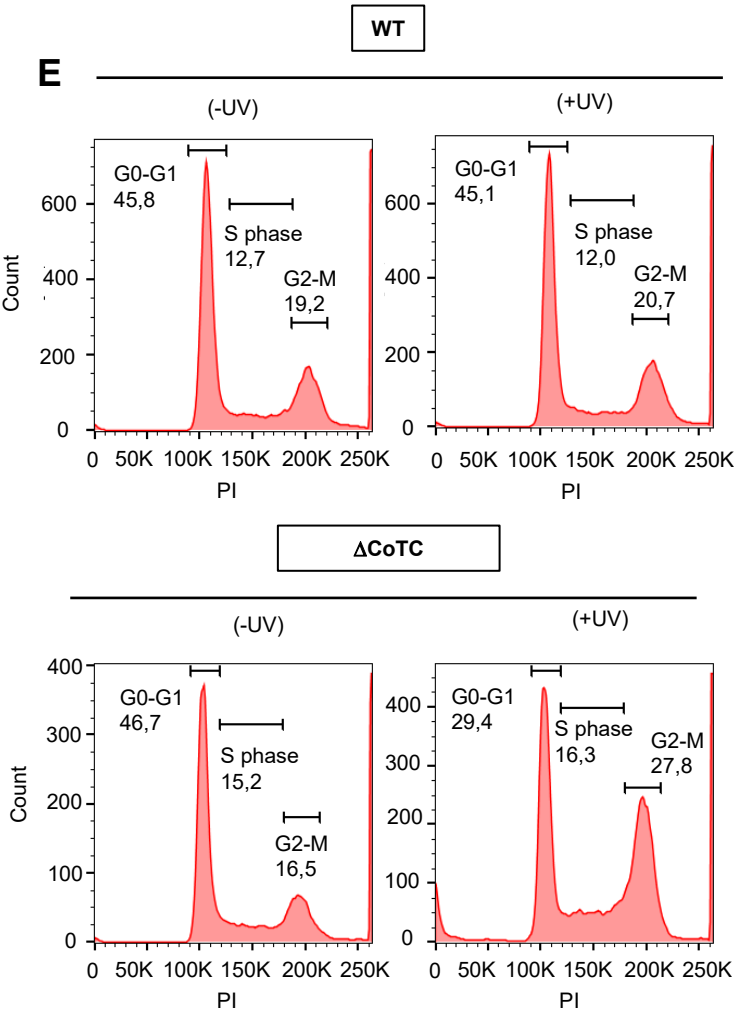 WT
E
(-UV)
(+UV)
G0-G1
45,8
S phase
12,7
G2-M
19,2
600
400
200
0
Count
0 50K 100K 150K 200K 250K
PI
G0-G1
45,1
S phase
12,0
G2-M
20,7
600
400
200
0
0 50K 100K 150K 200K 250K
PI
ΔCoTC
(-UV)
(+UV)
G0-G1
46,7
S phase
15,2
G2-M
16,5
400
300
200
100
0
Count
0 50K 100K 150K 200K 250K
PI
G0-G1
29,4
S phase
16,3
G2-M
27,8
400
300
200
100
0
0 50K 100K 150K 200K 250K
PI